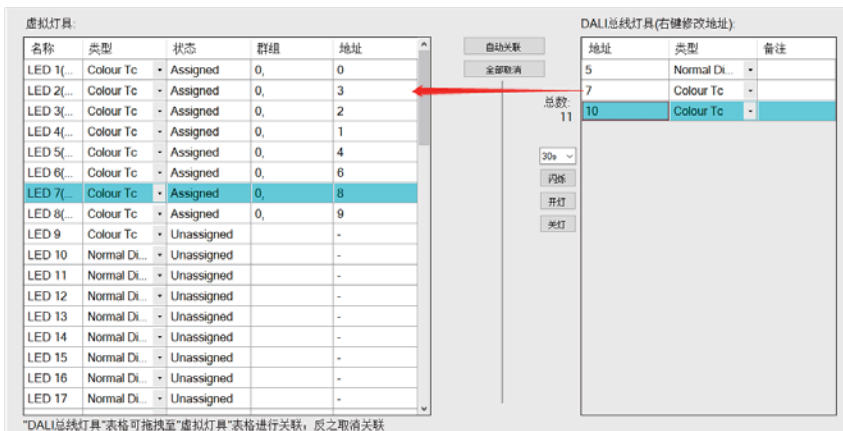 虚拟灯具:
DALI总线灯具(右键修改地址):
名称 类型 状态 群组 地址
LED 1(... Colour Tc Assigned 0, 0
LED 2(... Colour Tc Assigned 0, 3
LED 3(... Colour Tc Assigned 0, 2
LED 4(... Colour Tc Assigned 0, 1
LED 5(... Colour Tc Assigned 0, 4
LED 6(... Colour Tc Assigned 0, 6
LED 7(... Colour Tc Assigned 0, 8
LED 8(... Colour Tc Assigned 0, 9
LED 9 Colour Tc Unassigned -
LED 10 Normal Di... Unassigned -
LED 11 Normal Di... Unassigned -
LED 12 Normal Di... Unassigned -
LED 13 Normal Di... Unassigned -
LED 14 Normal Di... Unassigned -
LED 15 Normal Di... Unassigned -
LED 16 Normal Di... Unassigned -
LED 17 Normal Di... Unassigned -
自动关联
全部取消
总数:
11
30s
闪烁
开灯
关灯
地址 类型 备注
5 Normal Di...
7 Colour Tc
10 Colour Tc
"DALI总线灯具"表格可拖拽至"虚拟灯具"表格进行关联，反之取消关联